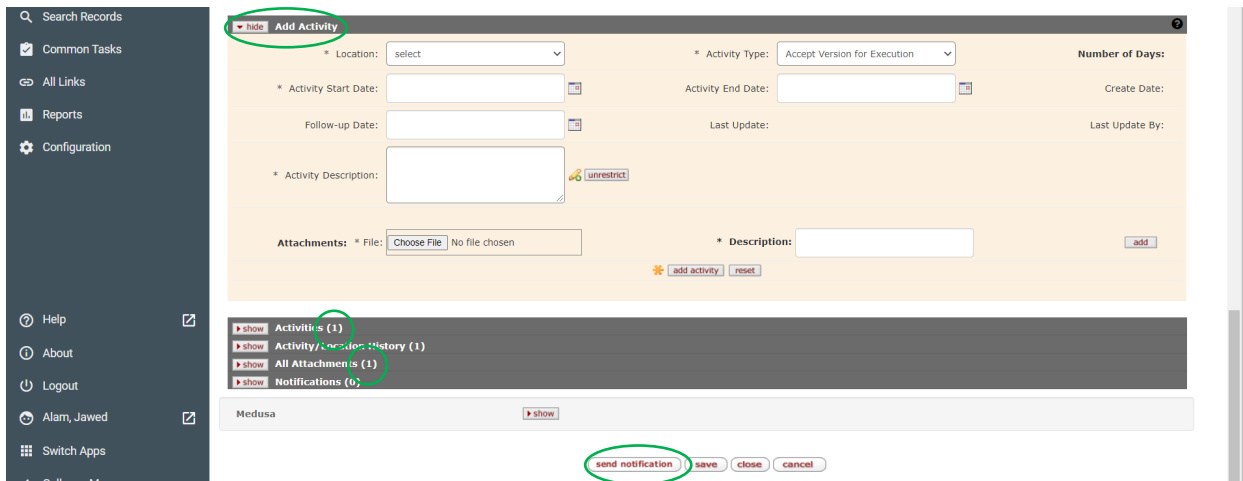 Search Records
Common Tasks
All Links
Reports
Configuration
Help
About
Logout
Alam, Jawed
Switch Apps
hide Add Activity
* Location: select * Activity Type: Accept Version for Execution Number of Days:
* Activity Start Date: Activity End Date: Create Date:
Follow-up Date: Last Update: Last Update By:
* Activity Description: unrestrict
Attachments: * File: Choose File No file chosen * Description: add
add activity reset
show Activities (1)
show Activity/Location History (1)
show All Attachments (1)
show Notifications (0)
Medusa show
send notification save close cancel